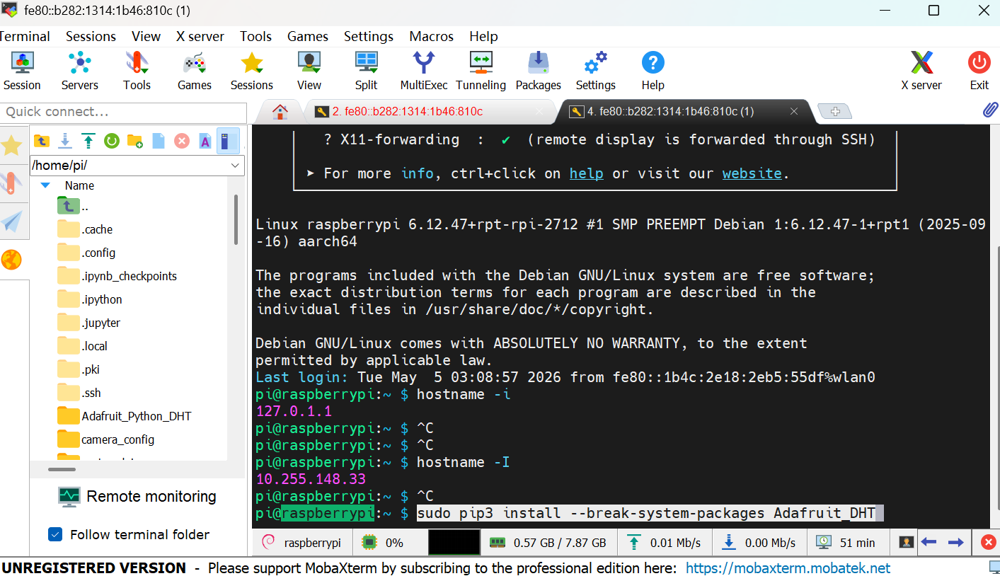 fe80::b282:1314:1b46:810c (1)
Terminal Sessions View X server Tools Games Settings Macros Help
Session Servers Tools Games Sessions View Split MultiExec Tunneling Packages Settings Help X server Exit
Quick connect...
2. fe80::b282:1314:1b46:810c
4. fe80::b282:1314:1b46:810c (1)
/home/pi/
Name
..
.cache
.config
.ipynb_checkpoints
.ipython
.jupyter
.local
.pki
.ssh
Adafruit_Python_DHT
camera_config
Remote monitoring
Follow terminal folder
? X11-forwarding : ✔ (remote display is forwarded through SSH)
➤ For more info, ctrl+click on help or visit our website.
Linux raspberrypi 6.12.47+rpt-rpi-2712 #1 SMP PREEMPT Debian 1:6.12.47-1+rpt1 (2025-09
-16) aarch64
The programs included with the Debian GNU/Linux system are free software;
the exact distribution terms for each program are described in the
individual files in /usr/share/doc/*/copyright.
Debian GNU/Linux comes with ABSOLUTELY NO WARRANTY, to the extent
permitted by applicable law.
Last login: Tue May  5 03:08:57 2026 from fe80::1b4c:2e18:2eb5:55df%wlan0
pi@raspberrypi:~ $ hostname -i
127.0.1.1
pi@raspberrypi:~ $ ^C
pi@raspberrypi:~ $ ^C
pi@raspberrypi:~ $ hostname -I
10.255.148.33
pi@raspberrypi:~ $ ^C
pi@raspberrypi:~ $ sudo pip3 install --break-system-packages Adafruit_DHT
raspberrypi 0% 0.57 GB / 7.87 GB 0.01 Mb/s 0.00 Mb/s 51 min
UNREGISTERED VERSION - Please support MobaXterm by subscribing to the professional edition here: https://mobaxterm.mobatek.net